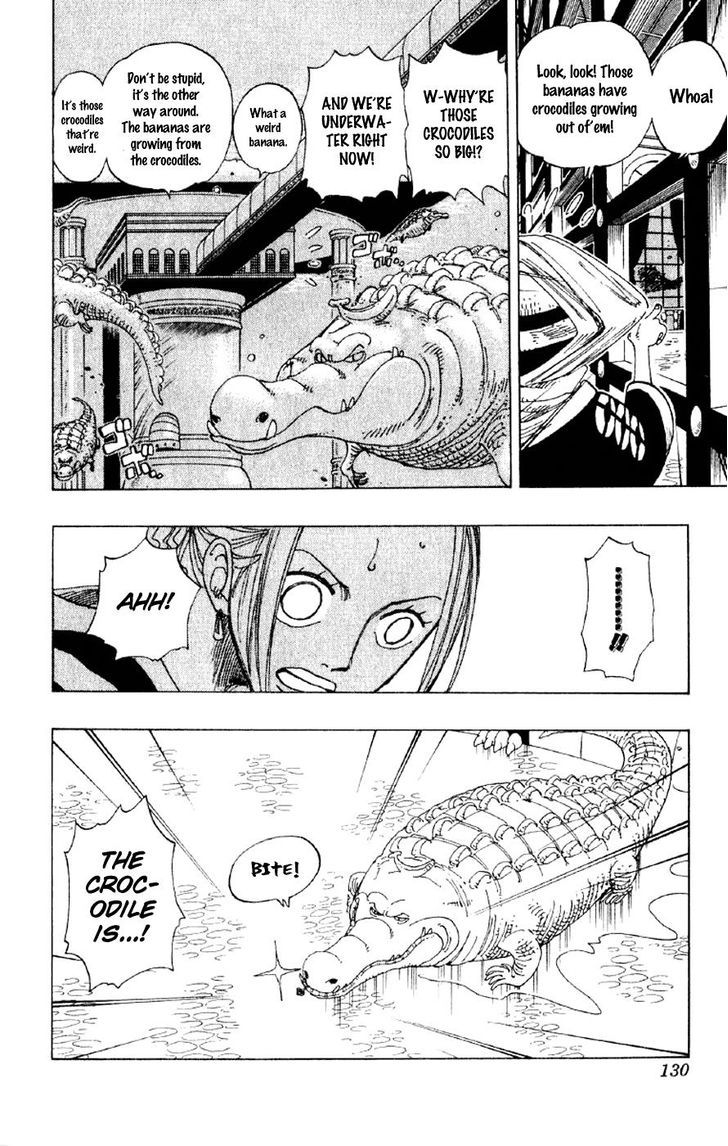 Whoa!
Look, look! Those
bananas have
crocodiles growing
out of'em!
W-WHY'RE
THOSE
CROCODILES
SO BIG!?
AND WE'RE
UNDERWA-
TER RIGHT
NOW!
What a
weird
banana.
Don't be stupid,
it's the other
way around.
The bananas are
growing from
the crocodiles.
It's those
crocodiles
that're
weird.
!!
AHH!
BITE!
THE
CROC-
ODILE
IS...!
130